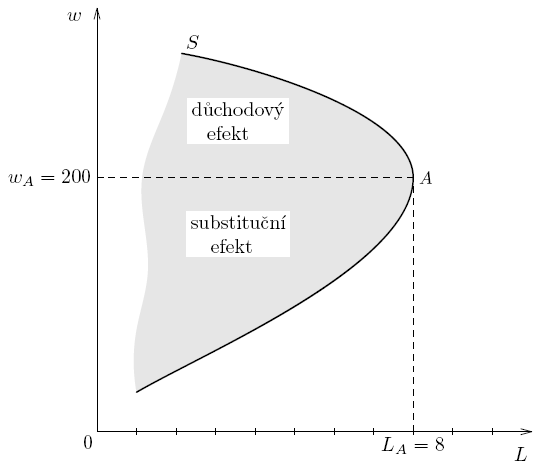 w
S
důchodový
efekt
w_A = 200
A
substituční
efekt
0
L_A = 8
L